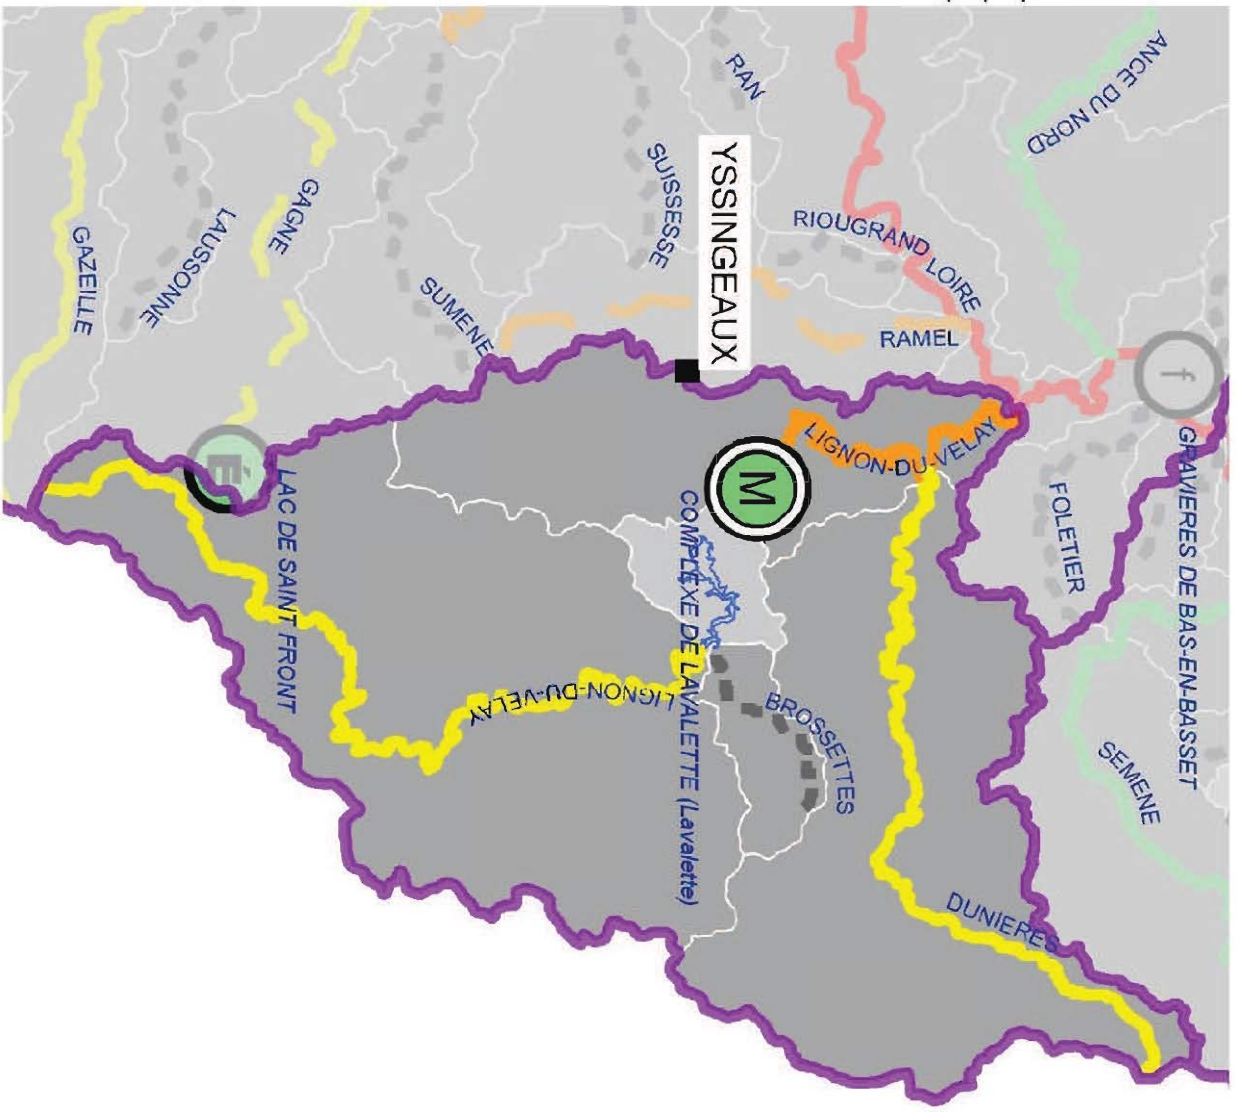 ANCE DU NORD
RAN
YSSINGEAUX
SUISSESSE
RIOUGRAND
LOIRE
GAGNE
LAUSSONNE
GAZEILLE
SUMENE
RAMEL
f
LIGNON-DU-VELAY
GRAVIERES DE BAS-EN-BASSET
FOLETIER
M
E
LAC DE SAINT FRONT
COMPLEXE DE LAVALETTE (Lavalette)
LIGNON-DU-VELAY
BROSSETTES
SEMENE
DUNIERES